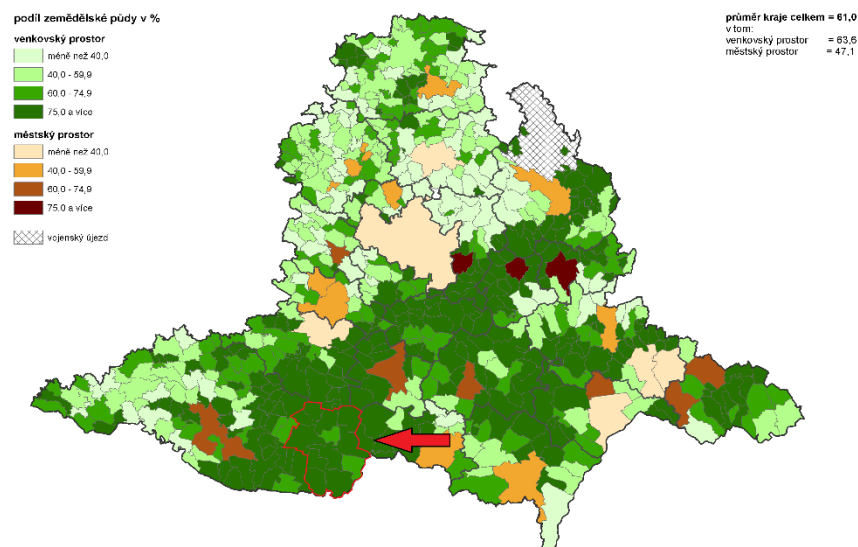 podíl zemědělské půdy v %
venkovský prostor
méně než 40,0
40,0 - 59,9
60,0 - 74,9
75,0 a více
městský prostor
méně než 40,0
40,0 - 59,9
60,0 - 74,9
75,0 a více
vojenský újezd
průměr kraje celkem = 61,0
v tom:
venkovský prostor = 63,6
městský prostor = 47,1